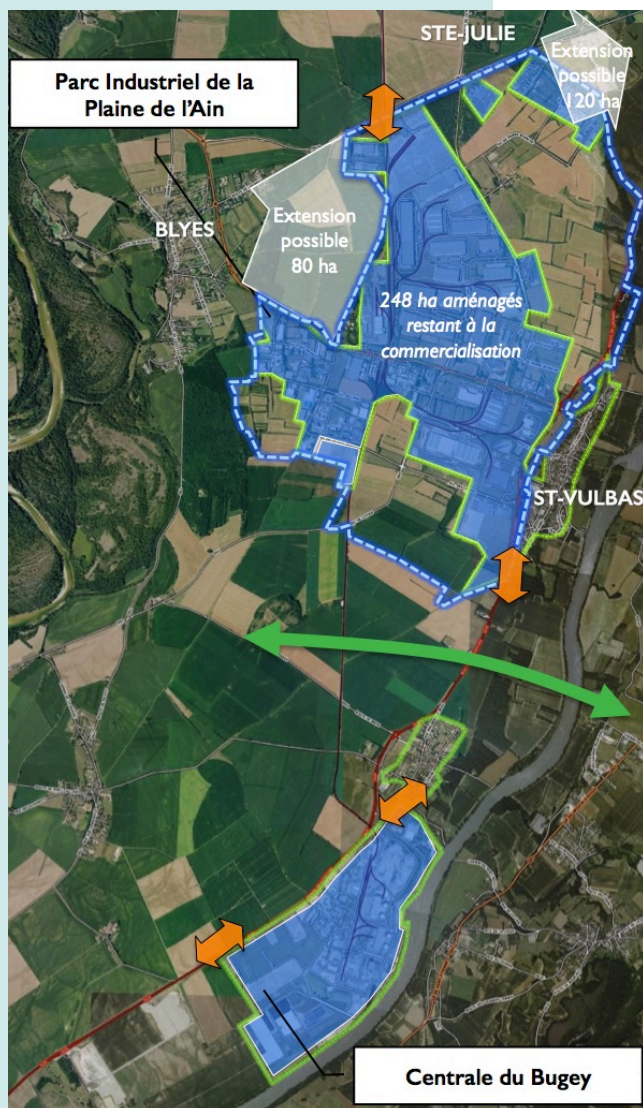 STE-JULIE
Extension
possible
120 ha
Parc Industriel de la
Plaine de l'Ain
BLYES
Extension
possible
80 ha
248 ha aménagés
restant à la
commercialisation
ST-VULBAS
Centrale du Bugey